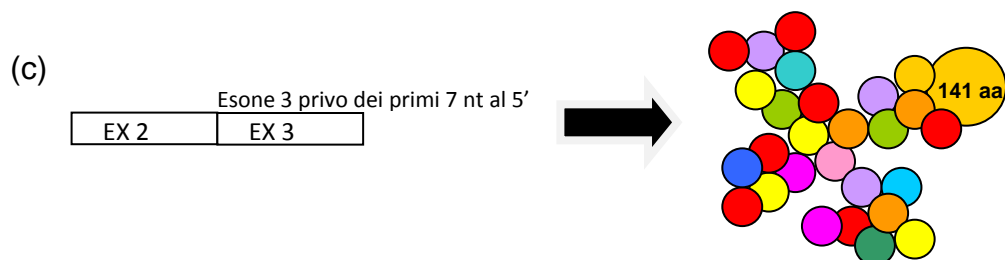 (c)
Esone 3 privo dei primi 7 nt al 5’
EX 2
EX 3
141 aa